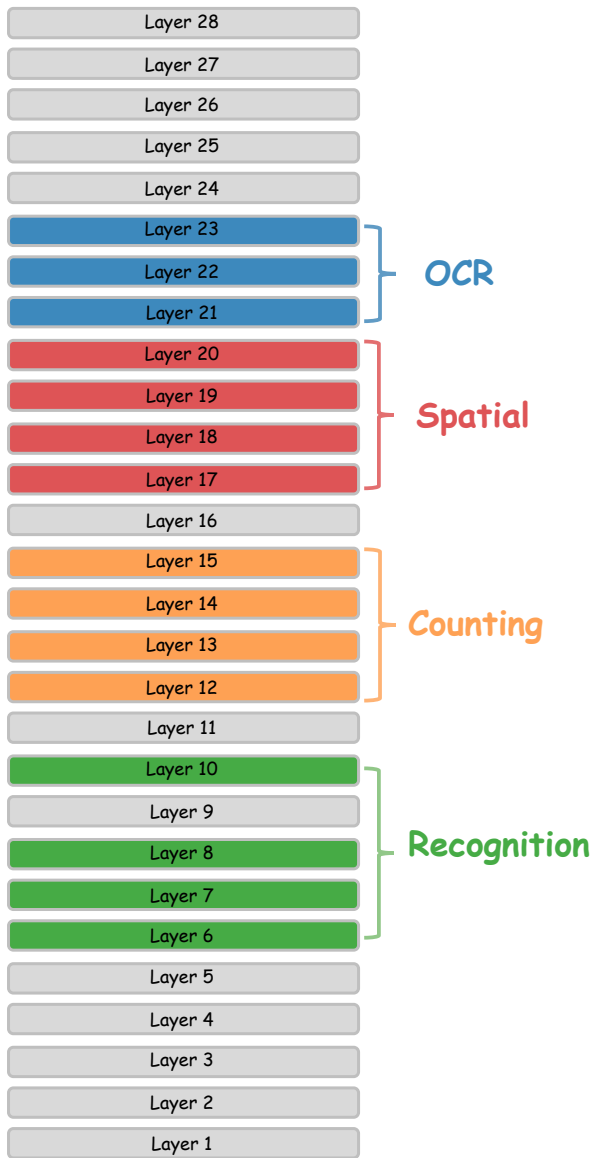 Layer 28
Layer 27
Layer 26
Layer 25
Layer 24
Layer 23
Layer 22
OCR
Layer 21
Layer 20
Layer 19
Spatial
Layer 18
Layer 17
Layer 16
Layer 15
Layer 14
Counting
Layer 13
Layer 12
Layer 11
Layer 10
Layer 9
Recognition
Layer 8
Layer 7
Layer 6
Layer 5
Layer 4
Layer 3
Layer 2
Layer 1